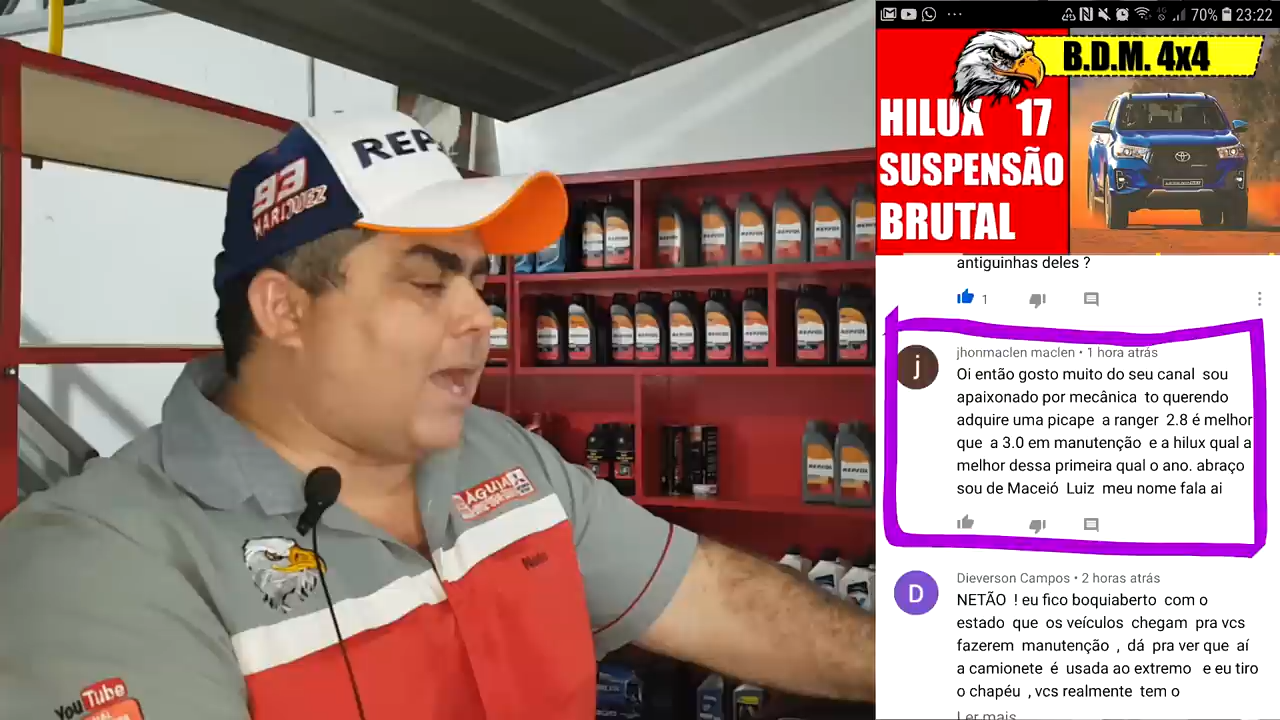 REPS
93
MARQUEZ
ÁGUIA
Neto
YouTube
REPSOL
REPSOL
REPSOL
REPSOL
70% 23:22
B.D.M. 4x4
HILUX 17
SUSPENSÃO
BRUTAL
antiguinhas deles ?
1
jhonmaclen maclen • 1 hora atrás
j
Oi então gosto muito do seu canal sou
apaixonado por mecânica to querendo
adquire uma picape a ranger 2.8 é melhor
que a 3.0 em manutenção e a hilux qual a
melhor dessa primeira qual o ano. abraço
sou de Maceió Luiz meu nome fala ai
Dieverson Campos • 2 horas atrás
D
NETÃO ! eu fico boquiaberto com o
estado que os veículos chegam pra vcs
fazerem manutenção , dá pra ver que aí
a camionete é usada ao extremo e eu tiro
o chapéu , vcs realmente tem o
Ler mais